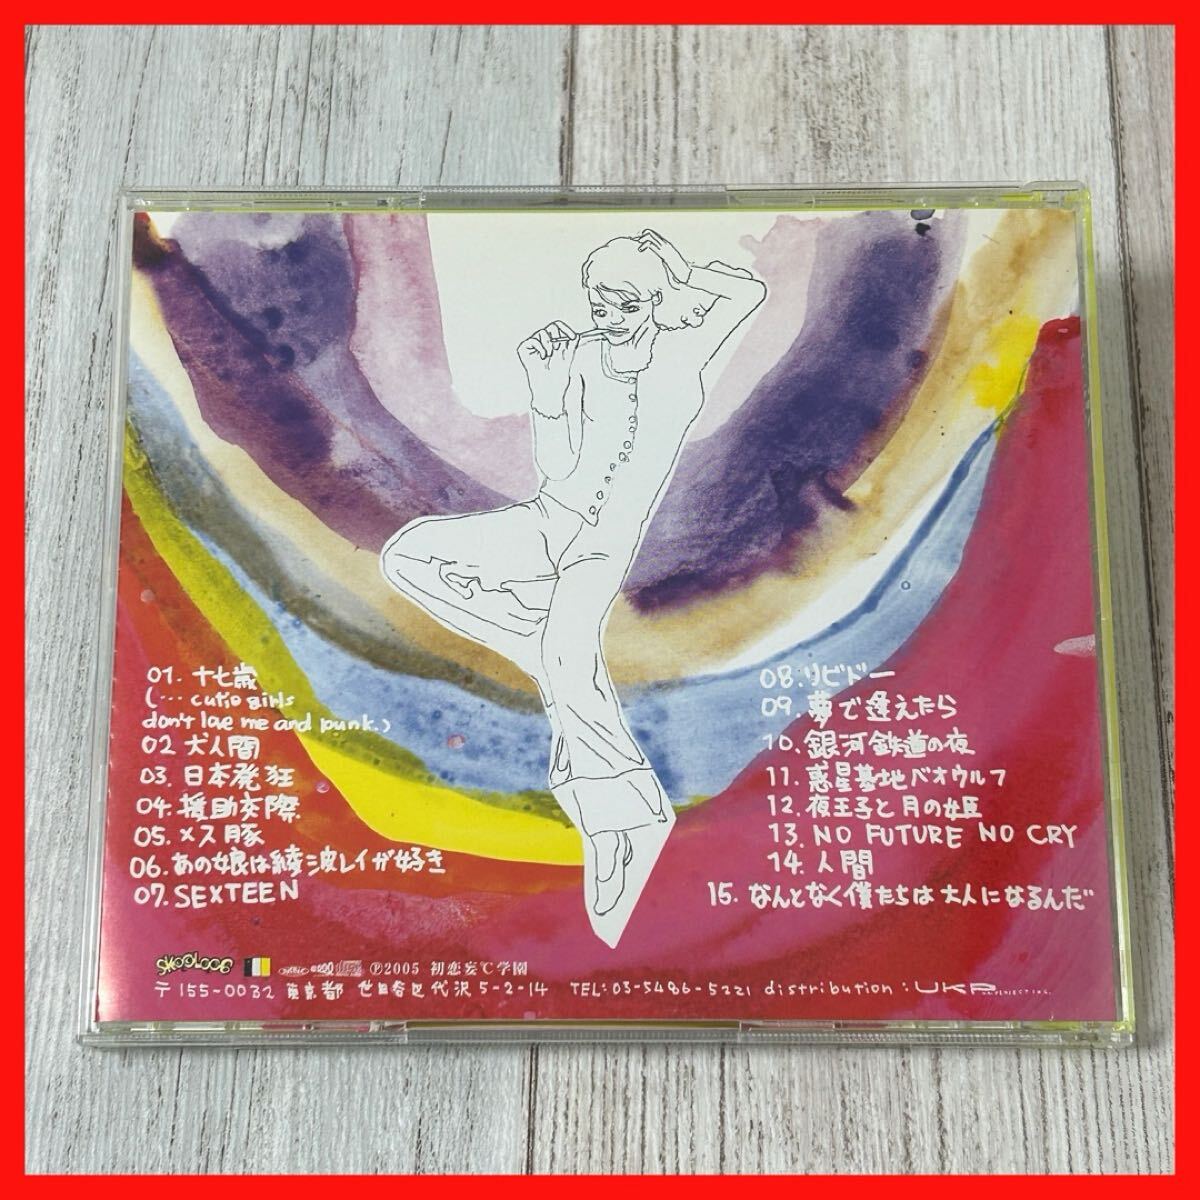 01. 十七歳
(… cutie girls
don't love me and punk.)
02 犬人間
03. 日本発狂
04. 援助交際
05. メス豚
06. あの娘は綾波レイが好き
07. SEXTEEN
08. リビドー
09. 夢で逢えたら
10. 銀河鉄道の夜
11. 惑星基地ベオウルフ
12. 夜王子と月の姫
13. NO FUTURE NO CRY
14. 人間
15. なんとなく僕たちは大人になるんだ
SKOOLOOS Ⓟ2005 初恋妄℃学園
〒155-0032 東京都 世田谷区代沢5-2-14 TEL: 03-5486-5221 distribution: UKP